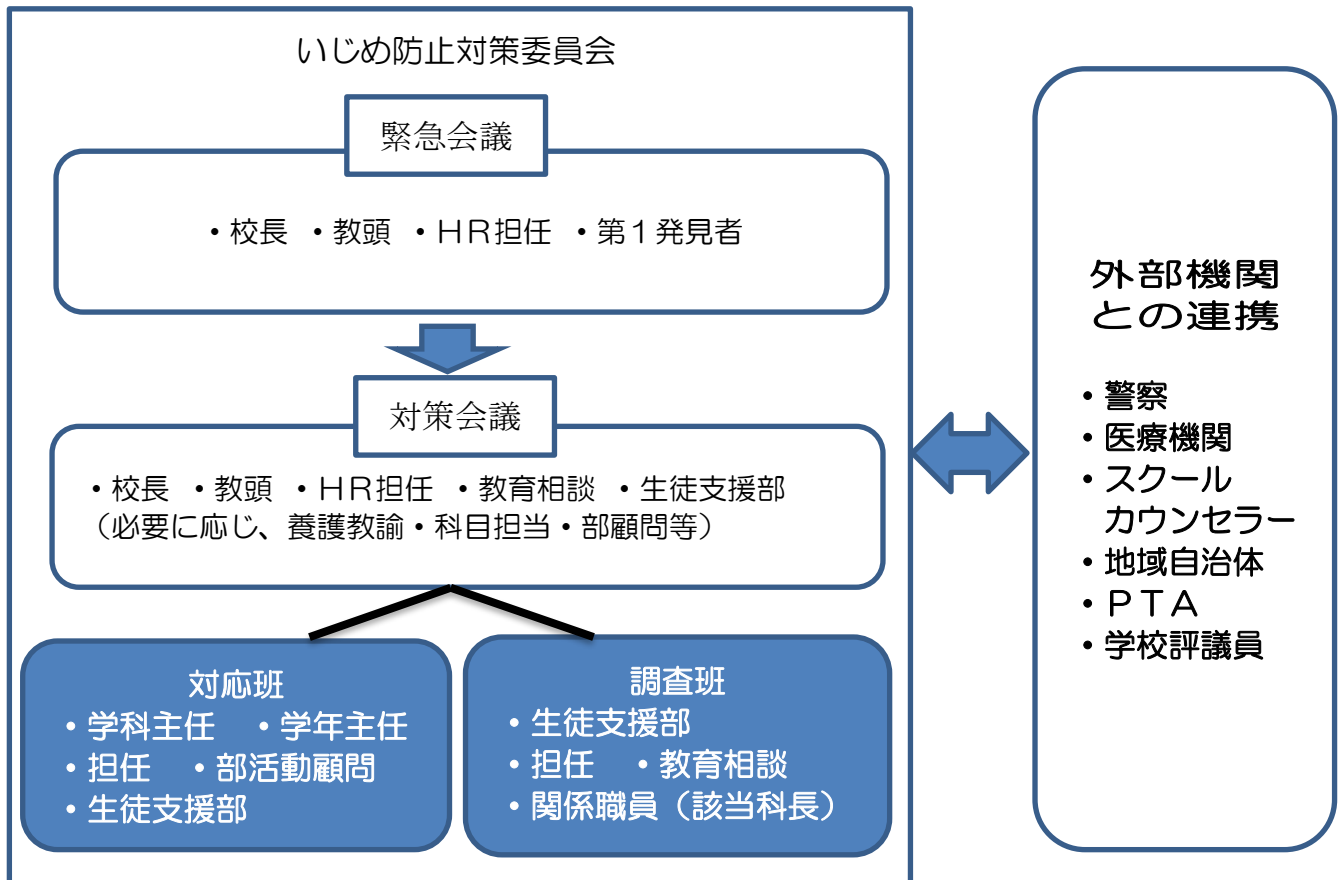 いじめ防止対策委員会
緊急会議
・校長 ・教頭 ・HR担任 ・第1発見者
対策会議
・校長 ・教頭 ・HR担任 ・教育相談 ・生徒支援部
（必要に応じ、養護教諭・科目担当・部顧問等）
対応班
・学科主任 ・学年主任
・担任 ・部活動顧問
・生徒支援部
調査班
・生徒支援部
・担任 ・教育相談
・関係職員（該当科長）
外部機関
との連携
・警察
・医療機関
・スクール
カウンセラー
・地域自治体
・PTA
・学校評議員